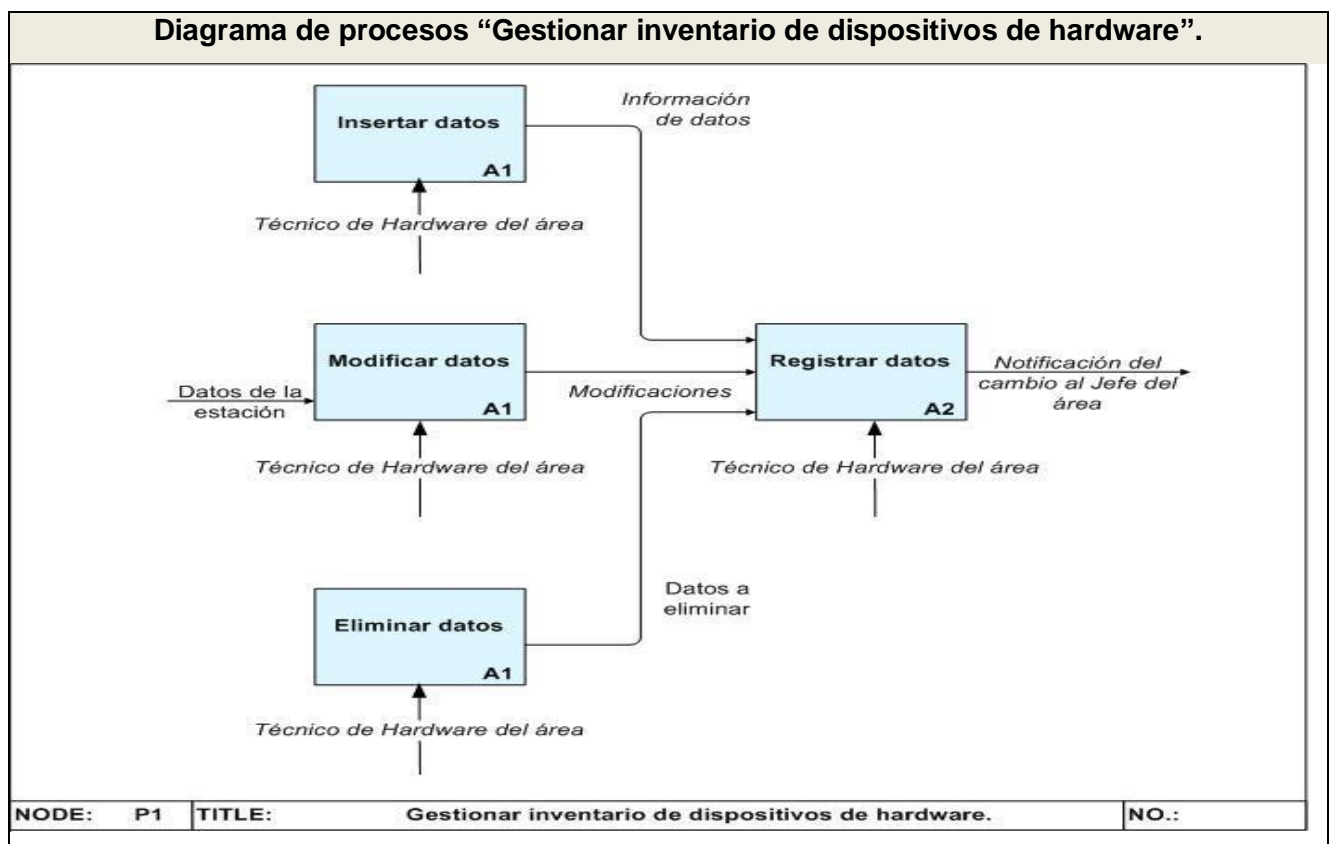 Diagrama de procesos “Gestionar inventario de dispositivos de hardware”.
Información
de datos
Insertar datos
A1
Técnico de Hardware del área
Modificar datos
A1
Datos de la
estación
Técnico de Hardware del área
Modificaciones
Registrar datos
A2
Notificación del
cambio al Jefe del
área
Técnico de Hardware del área
Datos a
eliminar
Eliminar datos
A1
Técnico de Hardware del área
NODE: P1 TITLE: Gestionar inventario de dispositivos de hardware. NO.: